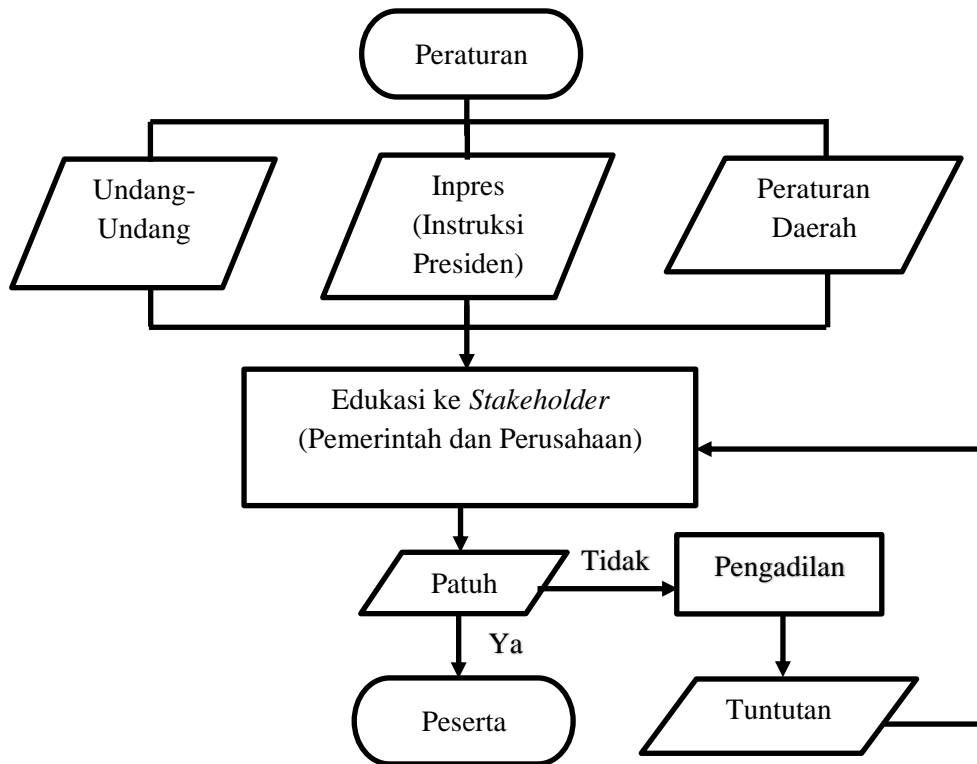 Peraturan
Undang-
Undang
Inpres
(Instruksi
Presiden)
Peraturan
Daerah
Edukasi ke Stakeholder
(Pemerintah dan Perusahaan)
Patuh
Tidak
Pengadilan
Ya
Peserta
Tuntutan